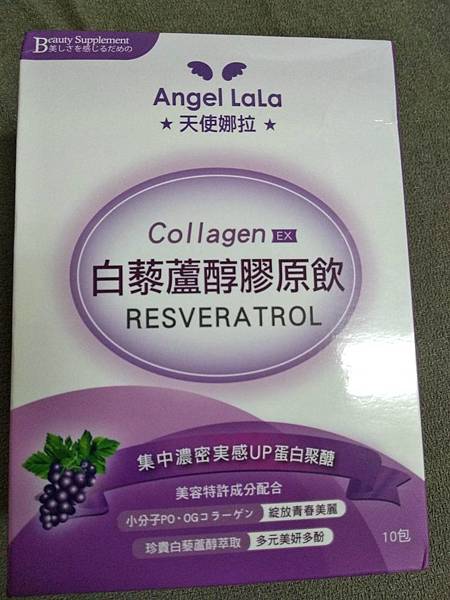 Beauty Supplement
美しさを感じるだめの
Angel LaLa
★ 天使娜拉 ★
Collagen EX
白藜蘆醇膠原飲
RESVERATROL
集中濃密実感UP蛋白聚醣
美容特許成分配合
小分子PO・OGコラーゲン 綻放青春美麗
珍貴白藜蘆醇萃取 多元美妍多酚
10包